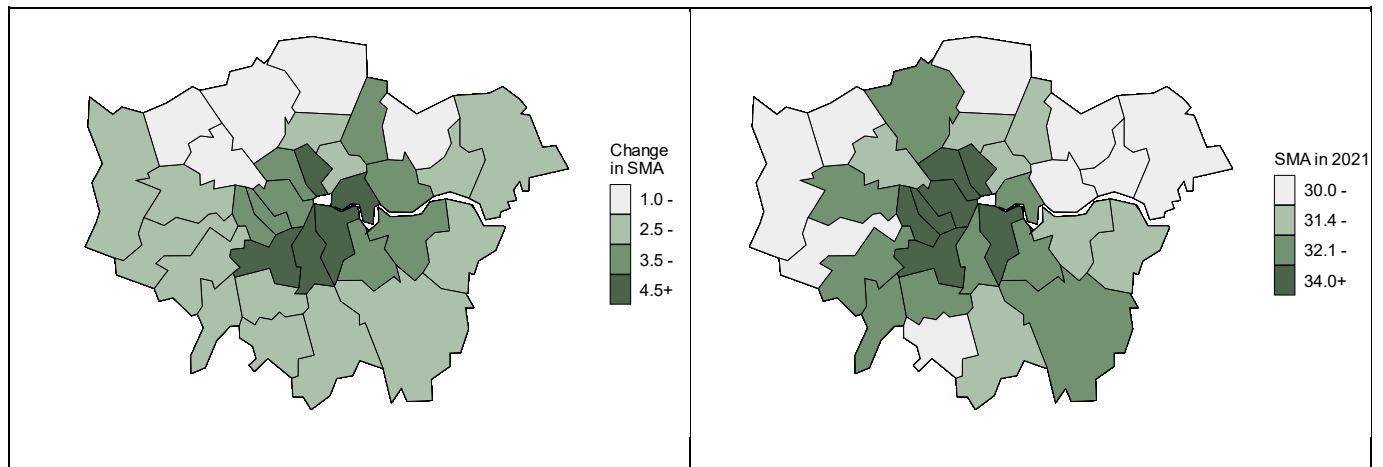 Change
in SMA
1.0 -
2.5 -
3.5 -
4.5+
SMA in 2021
30.0 -
31.4 -
32.1 -
34.0+